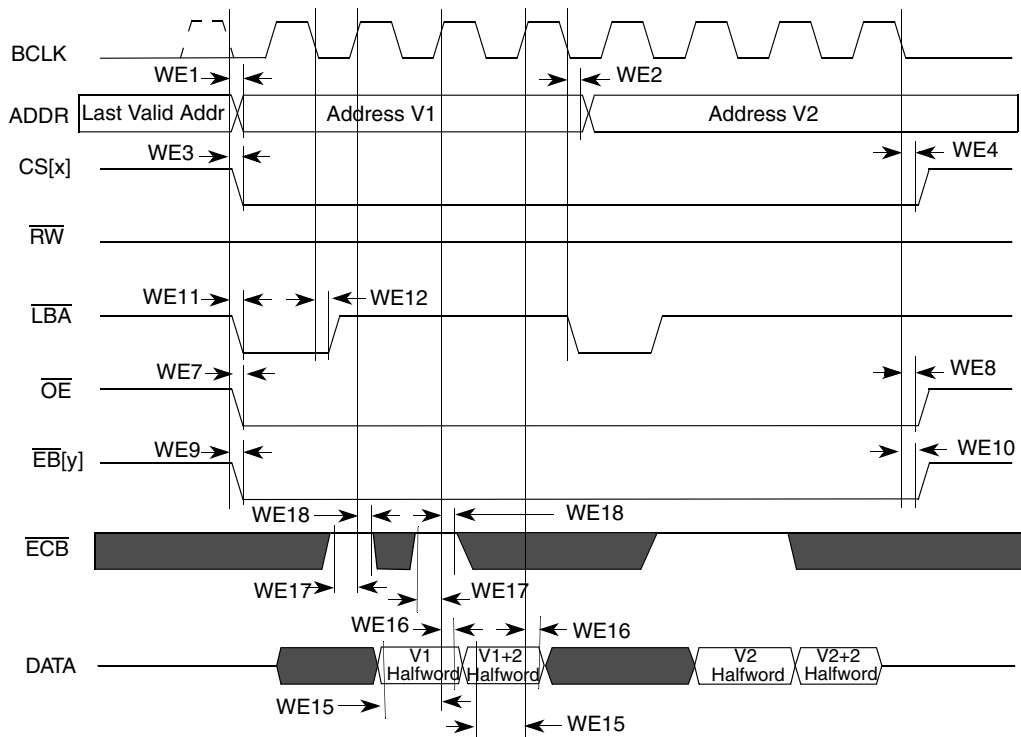 BCLK
WE1
WE2
ADDR
Last Valid Addr
Address V1
Address V2
WE3
WE4
CS[x]
RW
WE11
WE12
LBA
WE7
WE8
OE
WE9
WE10
EB[y]
WE18
WE18
ECB
WE17
WE17
WE16
WE16
DATA
V1
Halfword
V1+2
Halfword
V2
Halfword
V2+2
Halfword
WE15
WE15